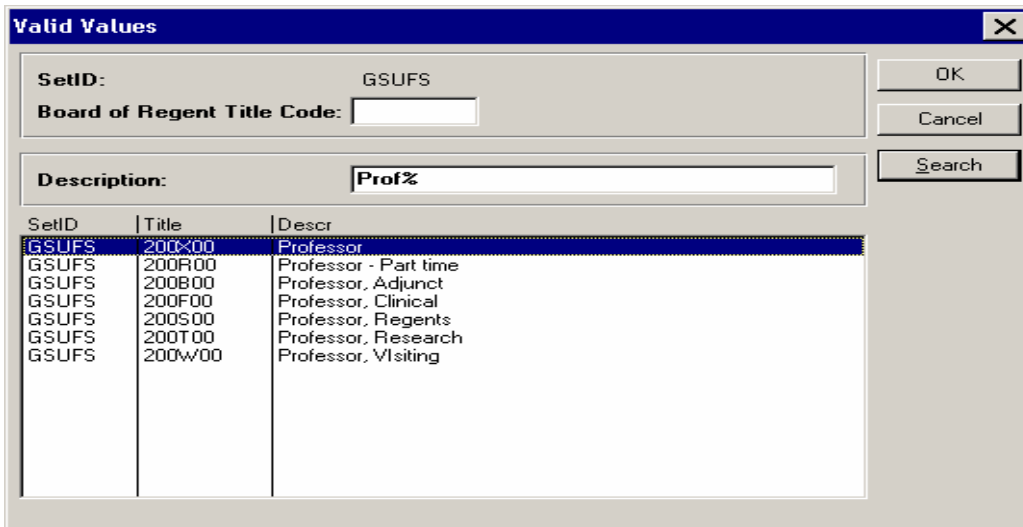 Valid Values
SetID: GSUFS
OK
Board of Regent Title Code:
Cancel
Description: Prof%
Search
SetID Title Descr
GSUFS 200X00 Professor
GSUFS 200R00 Professor - Part time
GSUFS 200B00 Professor, Adjunct
GSUFS 200F00 Professor, Clinical
GSUFS 200S00 Professor, Regents
GSUFS 200T00 Professor, Research
GSUFS 200W00 Professor, VIsiting